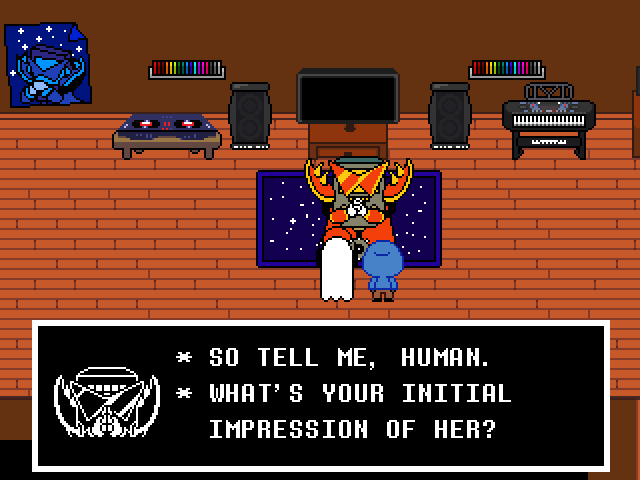 * SO TELL ME, HUMAN.
* WHAT'S YOUR INITIAL
IMPRESSION OF HER?